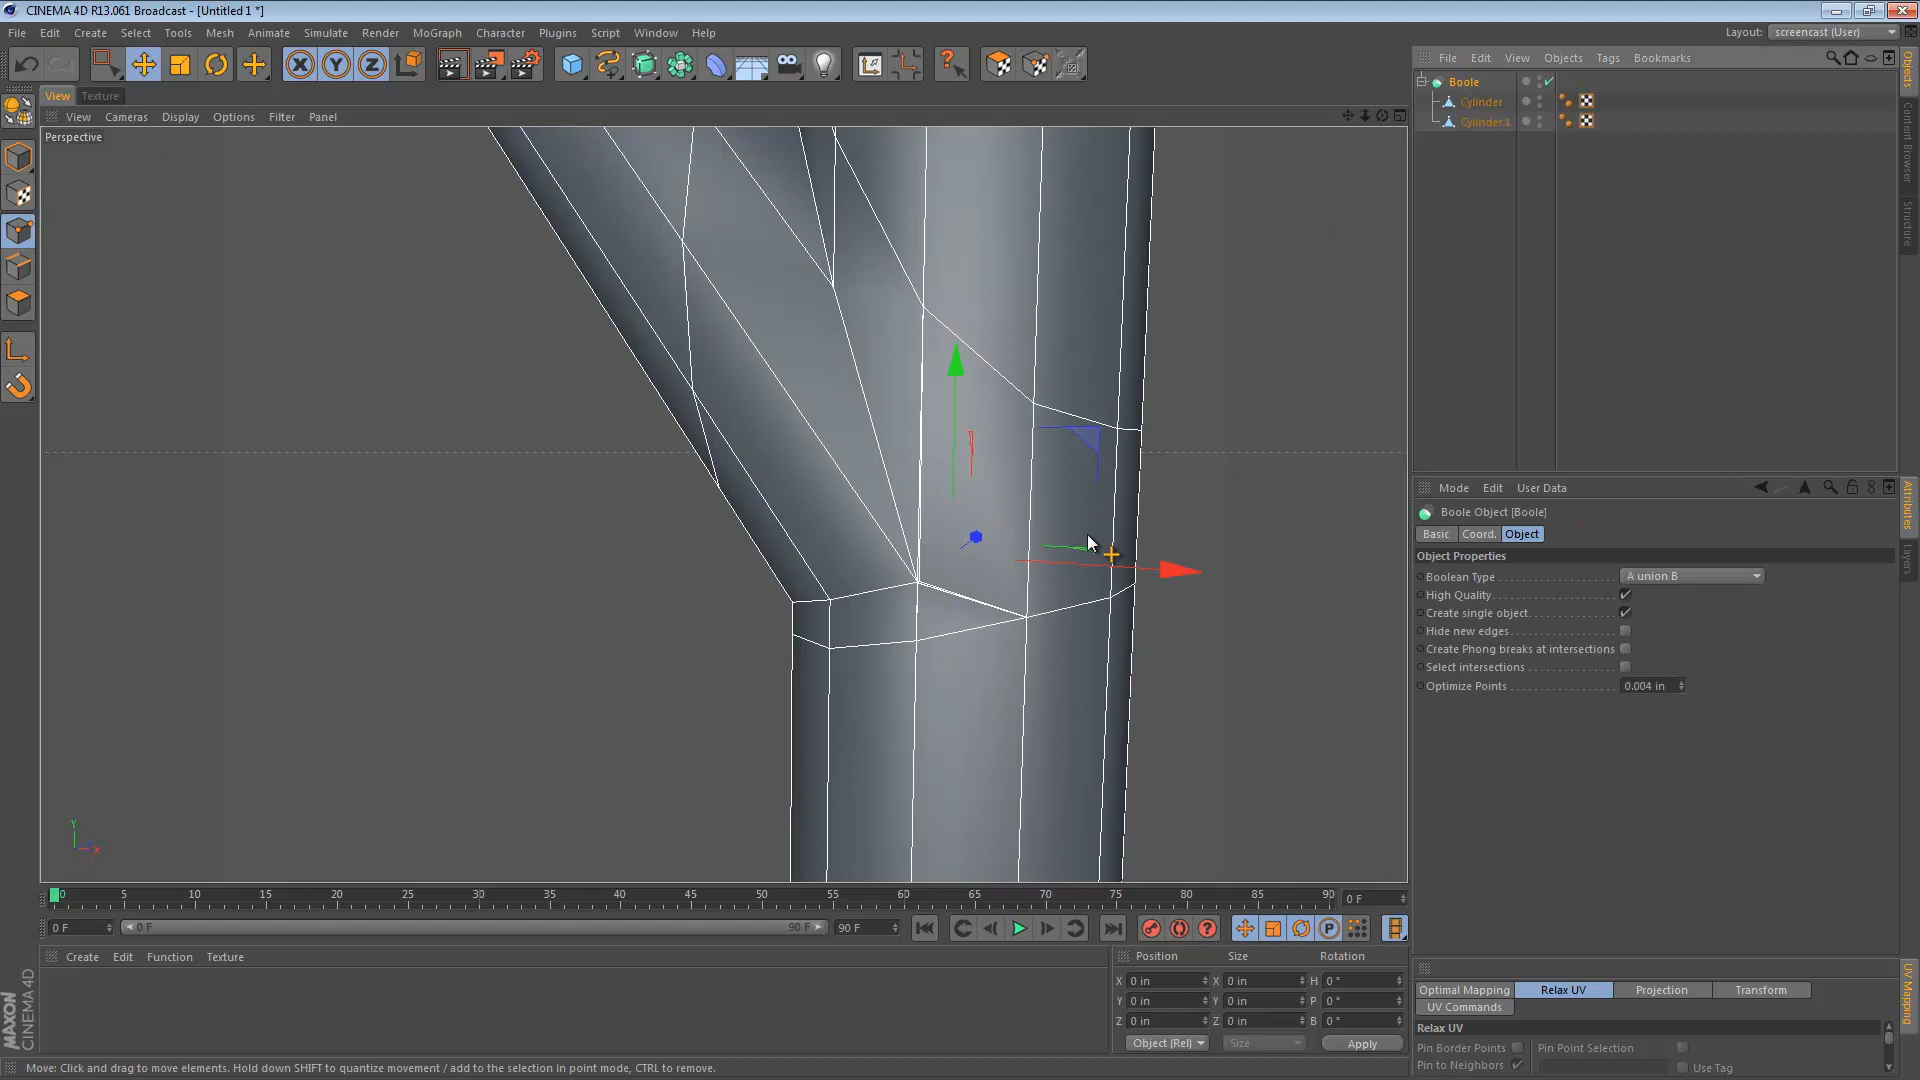 CINEMA 4D R13.061 Broadcast - [Untitled 1 *]
File Edit Create Select Tools Mesh Animate Simulate Render MoGraph Character Plugins Script Window Help
Layout: screencast (User)
X Y Z
File Edit View Objects Tags Bookmarks
View Texture
View Cameras Display Options Filter Panel
Perspective
Boole
Cylinder
Cylinder.1
Objects
Content Browser
Structure
Mode Edit User Data
Boole Object [Boole]
Basic Coord. Object
Object Properties
Boolean Type A union B
High Quality
Create single object
Hide new edges
Create Phong breaks at intersections
Select intersections
Optimize Points 0.004 in
Attributes
Layers
Y
X
0 5 10 15 20 25 30 35 40 45 50 55 60 65 70 75 80 85 90 0 F
0 F 0 F 90 F 90 F
P
Create Edit Function Texture
Position Size Rotation
X 0 in X 0 in H 0 °
Y 0 in Y 0 in P 0 °
Z 0 in Z 0 in B 0 °
Object (Rel) Size Apply
MAXON
CINEMA 4D
Optimal Mapping Relax UV Projection Transform
UV Commands
Relax UV
Pin Border Points Pin Point Selection
Pin to Neighbors Use Tag
UV Mapping
Move: Click and drag to move elements. Hold down SHIFT to quantize movement / add to the selection in point mode, CTRL to remove.